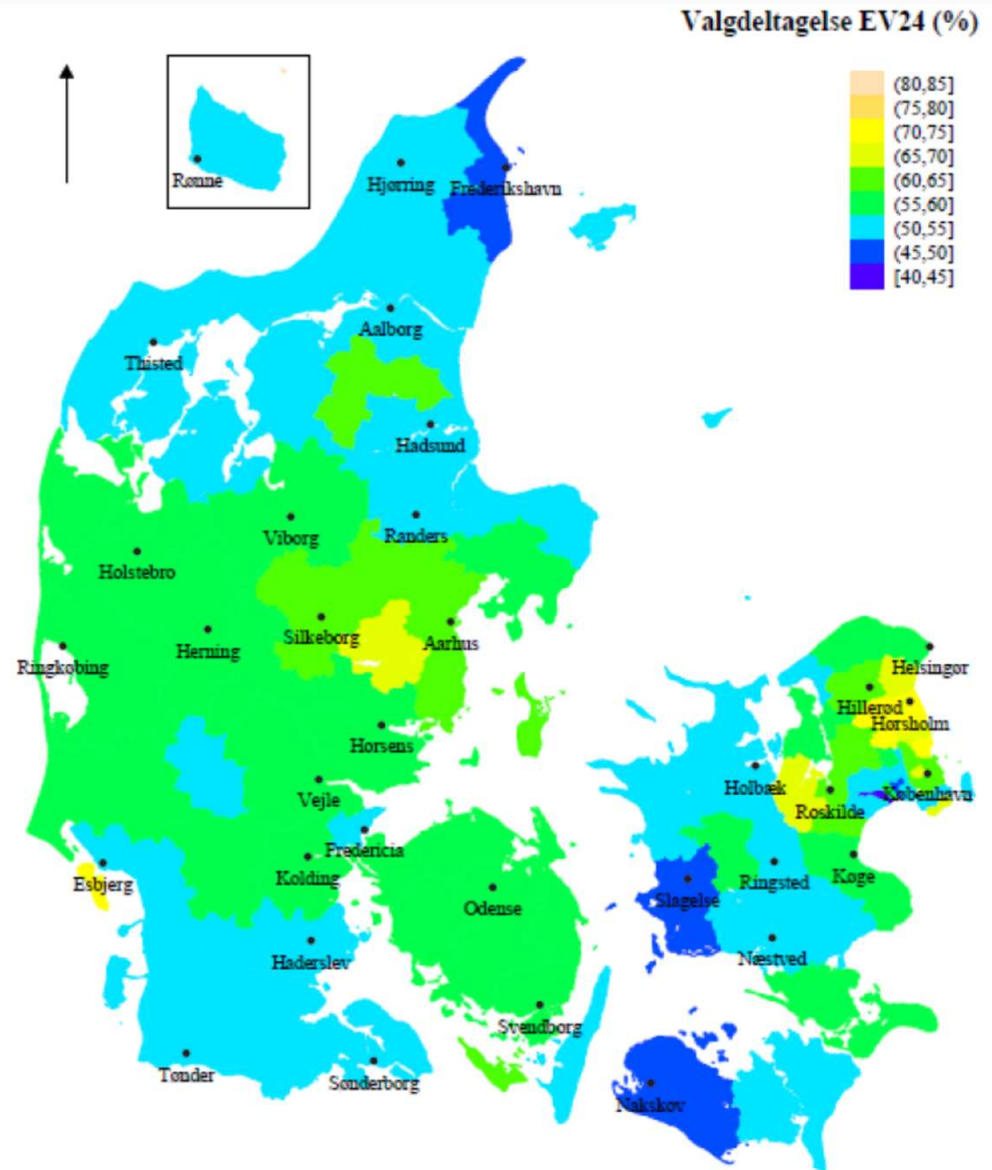 Valgdeltagelse EV24 (%)
(80,85]
(75,80]
(70,75]
(65,70]
(60,65]
(55,60]
(50,55]
(45,50]
[40,45]
Rønne
Hjørring
Frederikshavn
Aalborg
Thisted
Hadsund
Viborg
Randers
Holstebro
Silkeborg
Aarhus
Herning
Ringkøbing
Helsingør
Hillerød
Hørsholm
Horsens
Vejle
Holbæk
København
Roskilde
Fredericia
Kolding
Esbjerg
Ringsted
Køge
Slagelse
Odense
Haderslev
Næstved
Svendborg
Tønder
Sønderborg
Nakskov